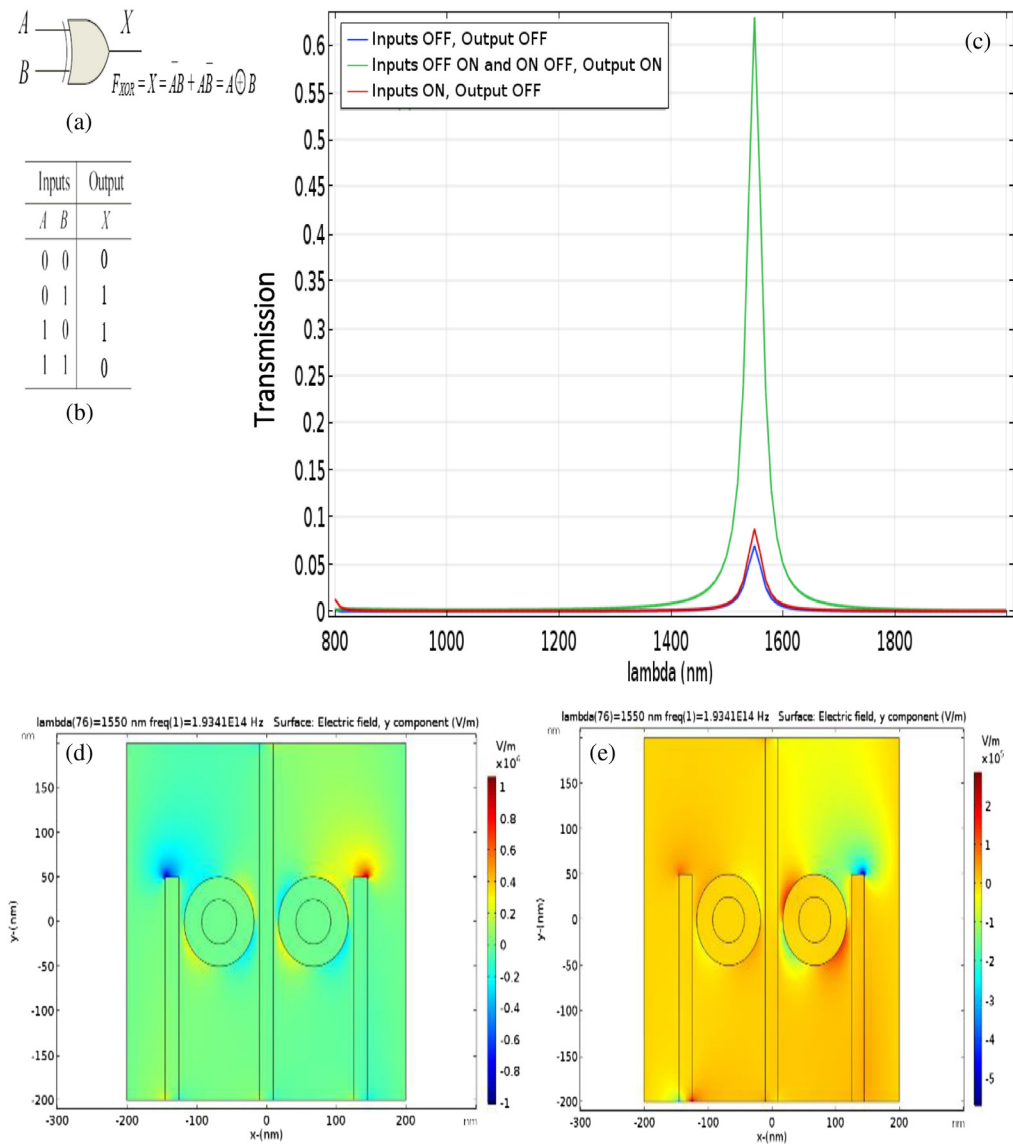 A
B
X
F_XOR = X = A̅B + AB̅ = A⊕B
(a)
Inputs Output
A B X
0 0 0
0 1 1
1 0 1
1 1 0
(b)
Inputs OFF, Output OFF
Inputs OFF ON and ON OFF, Output ON
Inputs ON, Output OFF
(c)
0.6
0.55
0.5
0.45
0.4
0.35
0.3
0.25
0.2
0.15
0.1
0.05
0
Transmission
800 1000 1200 1400 1600 1800
lambda (nm)
lambda(76)=1550 nm freq(1)=1.9341E14 Hz Surface: Electric field, y component (V/m)
nm
(d)
V/m
×10⁶
150
100
50
0
-50
-100
-150
-200
y-(nm)
1
0.8
0.6
0.4
0.2
0
-0.2
-0.4
-0.6
-0.8
-1
-300 -200 -100 0 100 200 nm
x-(nm)
lambda(76)=1550 nm freq(1)=1.9341E14 Hz Surface: Electric field, y component (V/m)
nm
(e)
V/m
×10⁵
150
100
50
0
-50
-100
-150
-200
y-(nm)
2
1
0
-1
-2
-3
-4
-5
-300 -200 -100 0 100 200 nm
x-(nm)